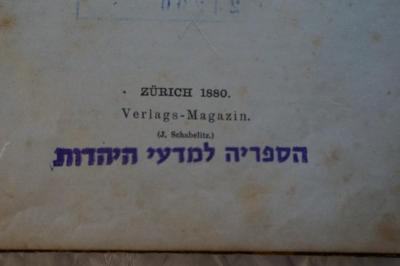 ZÜRICH 1880.
Verlags-Magazin.
(J. Schabelitz.)
הספריה למדעי היהדות